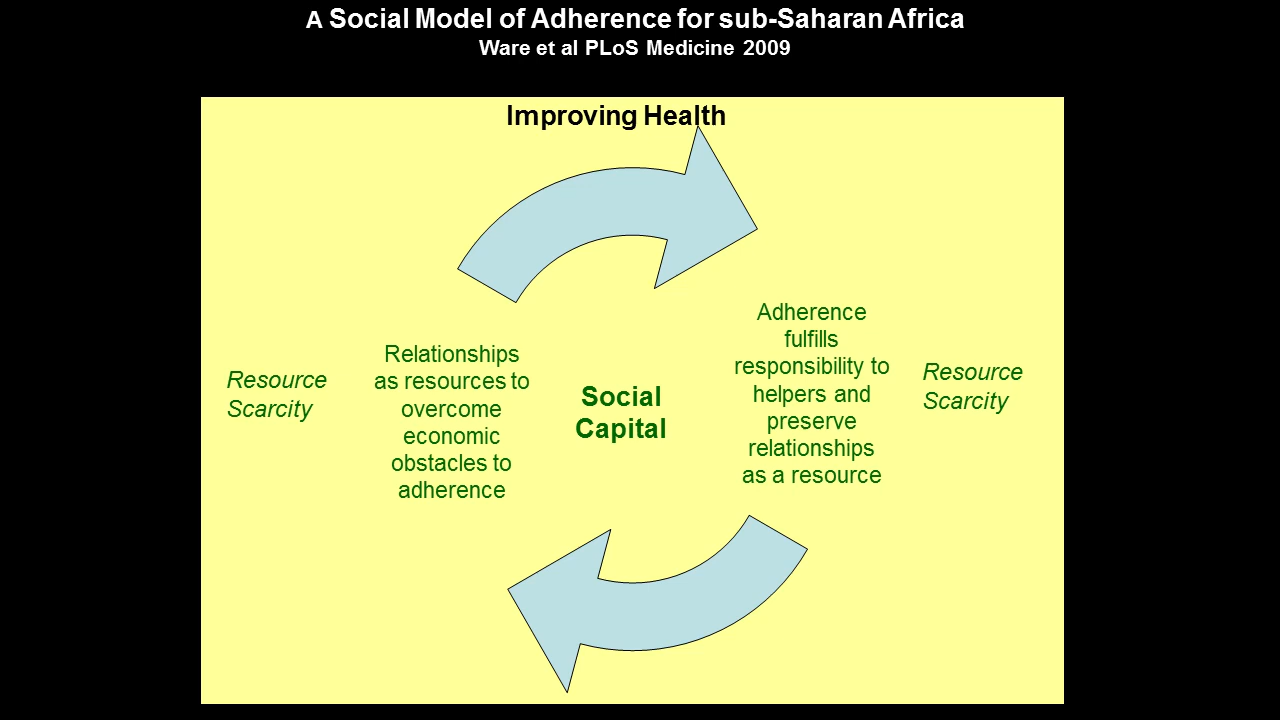 A Social Model of Adherence for sub-Saharan Africa
Ware et al PLoS Medicine 2009
Improving Health
Resource
Scarcity
Relationships
as resources to
overcome
economic
obstacles to
adherence
Social
Capital
Adherence
fulfills
responsibility to
helpers and
preserve
relationships
as a resource
Resource
Scarcity